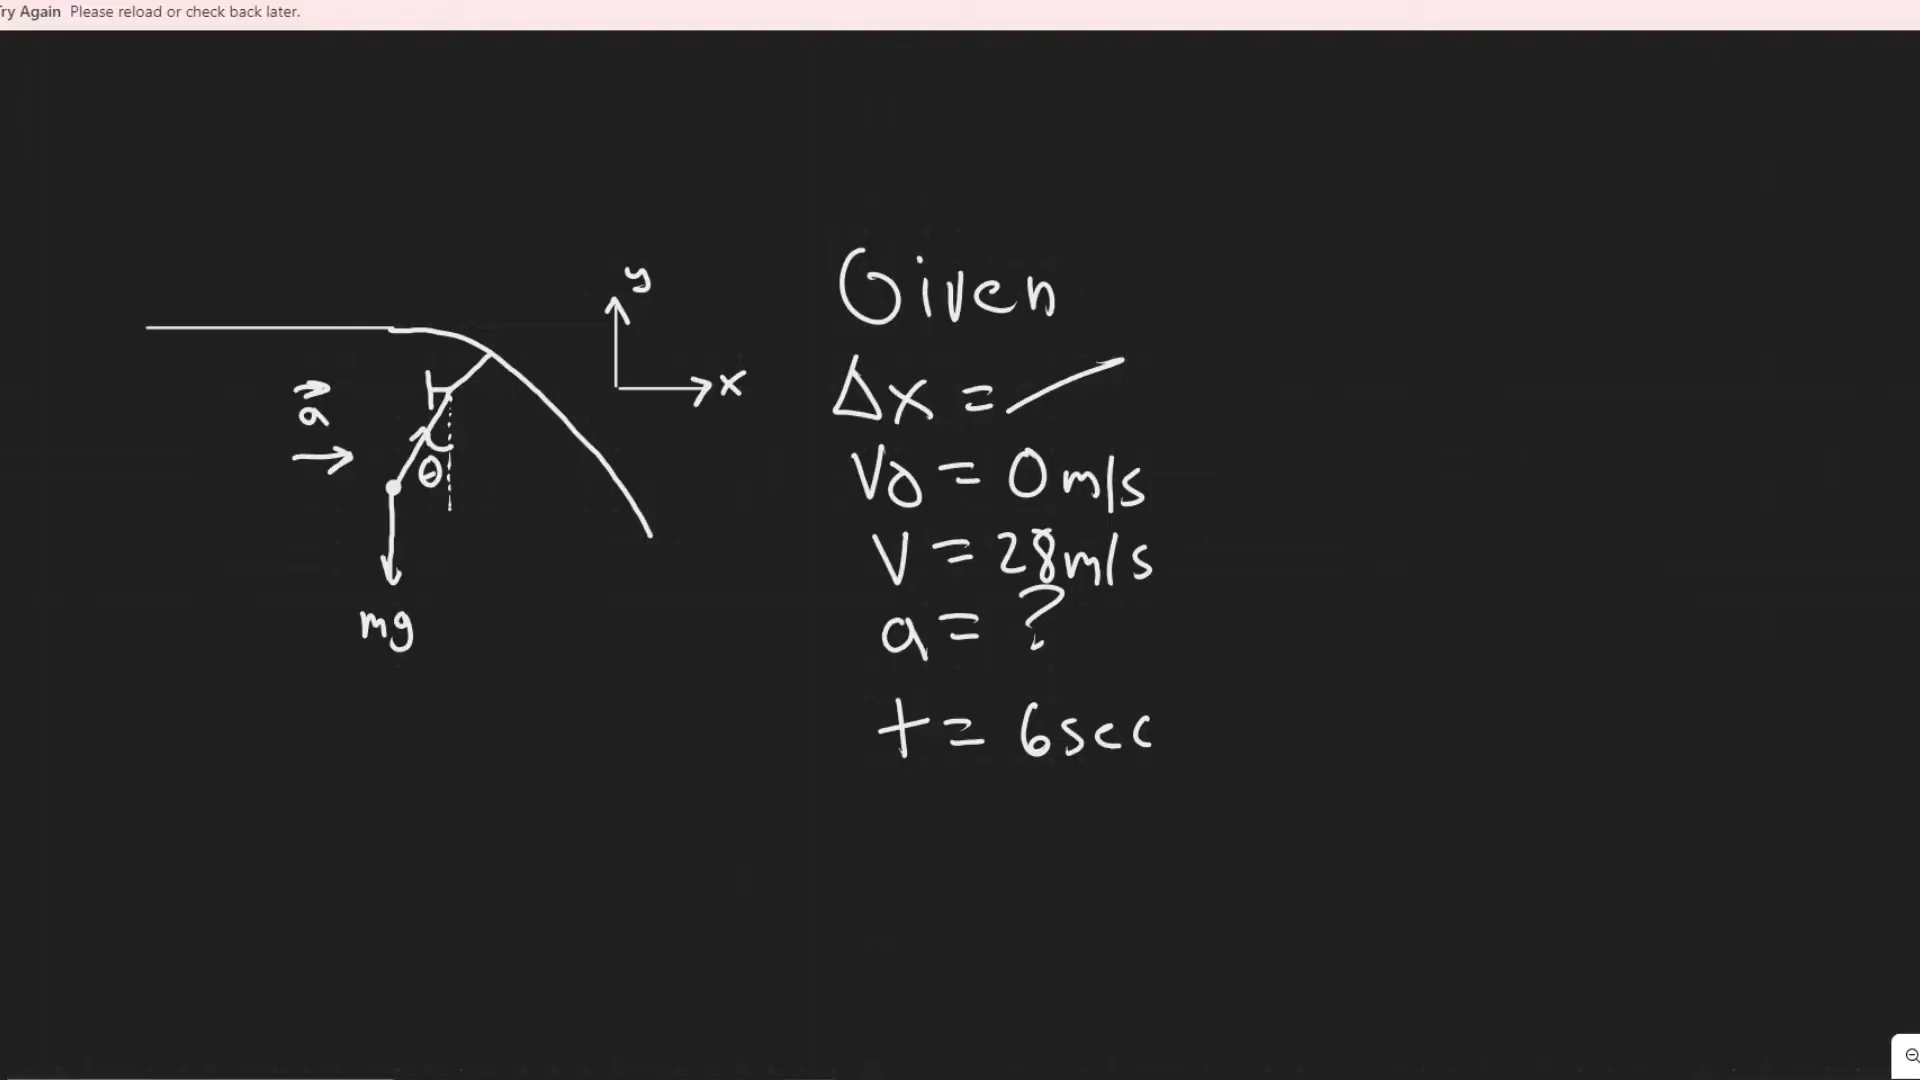 Try Again Please reload or check back later.
y
x
a
θ
mg
Given
Δx =
V0 = 0 m/s
V = 28 m/s
a = ?
t = 6 sec